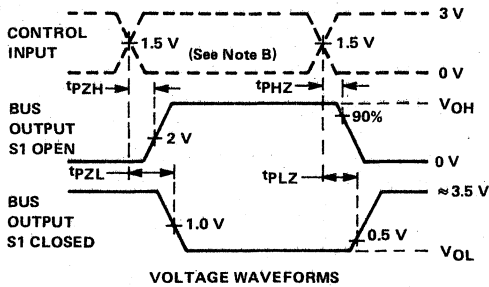 3 V
CONTROL
INPUT
1.5 V
(See Note B)
1.5 V
0 V
tPZH
tPHZ
BUS
OUTPUT
S1 OPEN
2 V
90%
VOH
0 V
tPZL
tPLZ
≈3.5 V
BUS
OUTPUT
S1 CLOSED
1.0 V
0.5 V
VOL
VOLTAGE WAVEFORMS